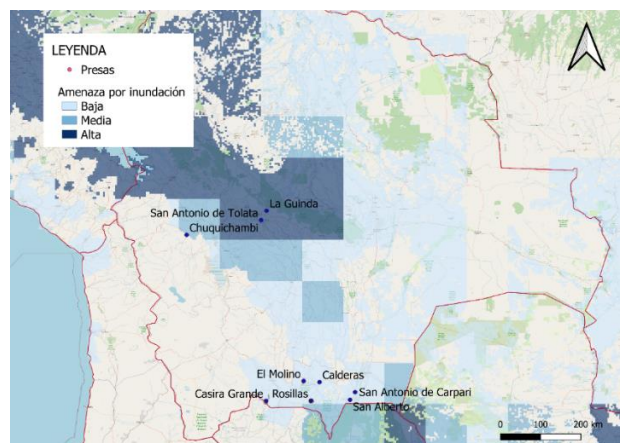 LEYENDA
Presas
Amenaza por inundación
Baja
Media
Alta
La Guinda
San Antonio de Tolata
Chuquichambi
El Molino
Calderas
San Antonio de Carpari
Casira Grande
Rosillas
San Alberto
0 100 200 km